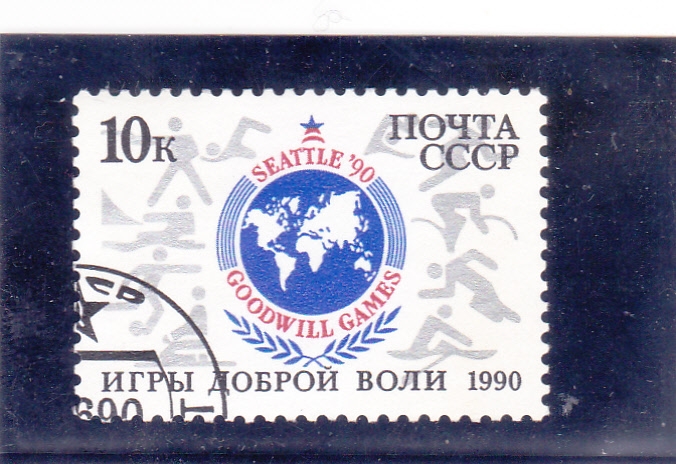 10к
ПОЧТА
СССР
SEATTLE '90
GOODWILL GAMES
ИГРЫ ДОБРОЙ ВОЛИ 1990